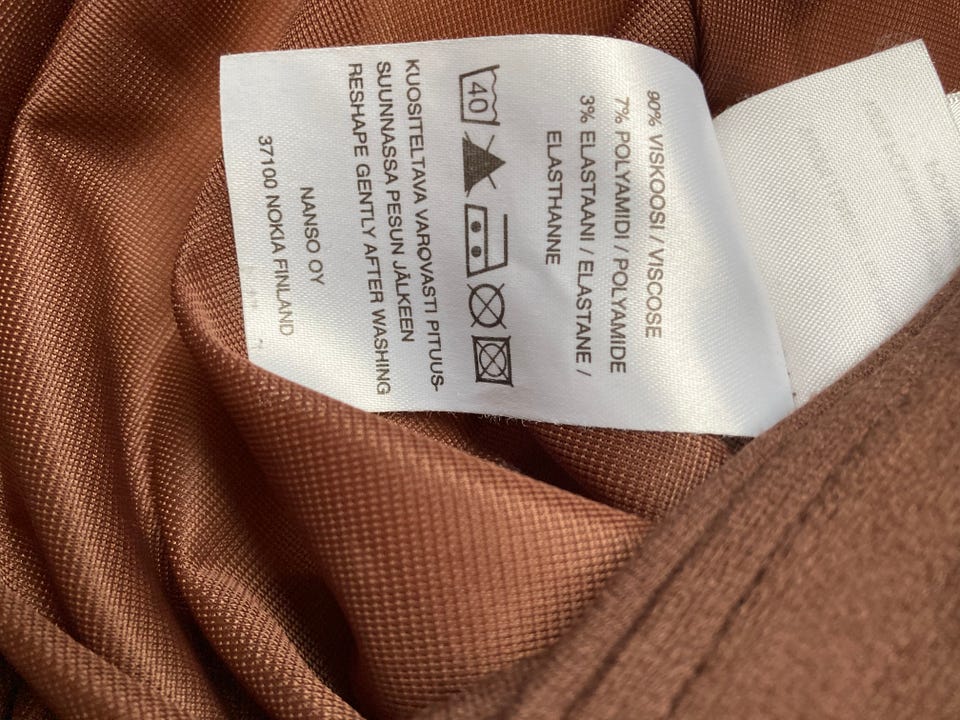 90% VISKOOSI / VISCOSE
7% POLYAMIDI / POLYAMIDE
3% ELASTAANI / ELASTANE /
ELASTHANNE
40
KUOSITELTAVA VAROVASTI PITUUS-
SUUNNASSA PESUN JÄLKEEN
RESHAPE GENTLY AFTER WASHING
NANSO OY
37100 NOKIA FINLAND